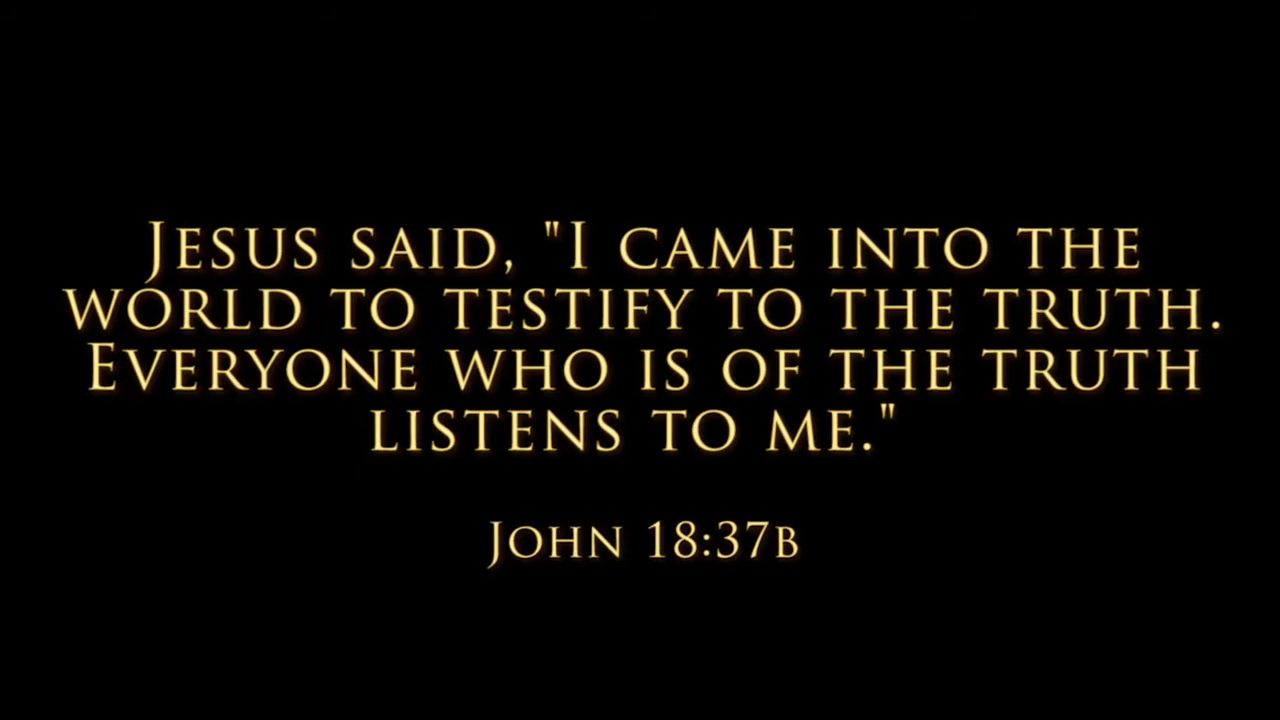 Jesus said, "I came into the
world to testify to the truth.
Everyone who is of the truth
listens to me."
John 18:37b